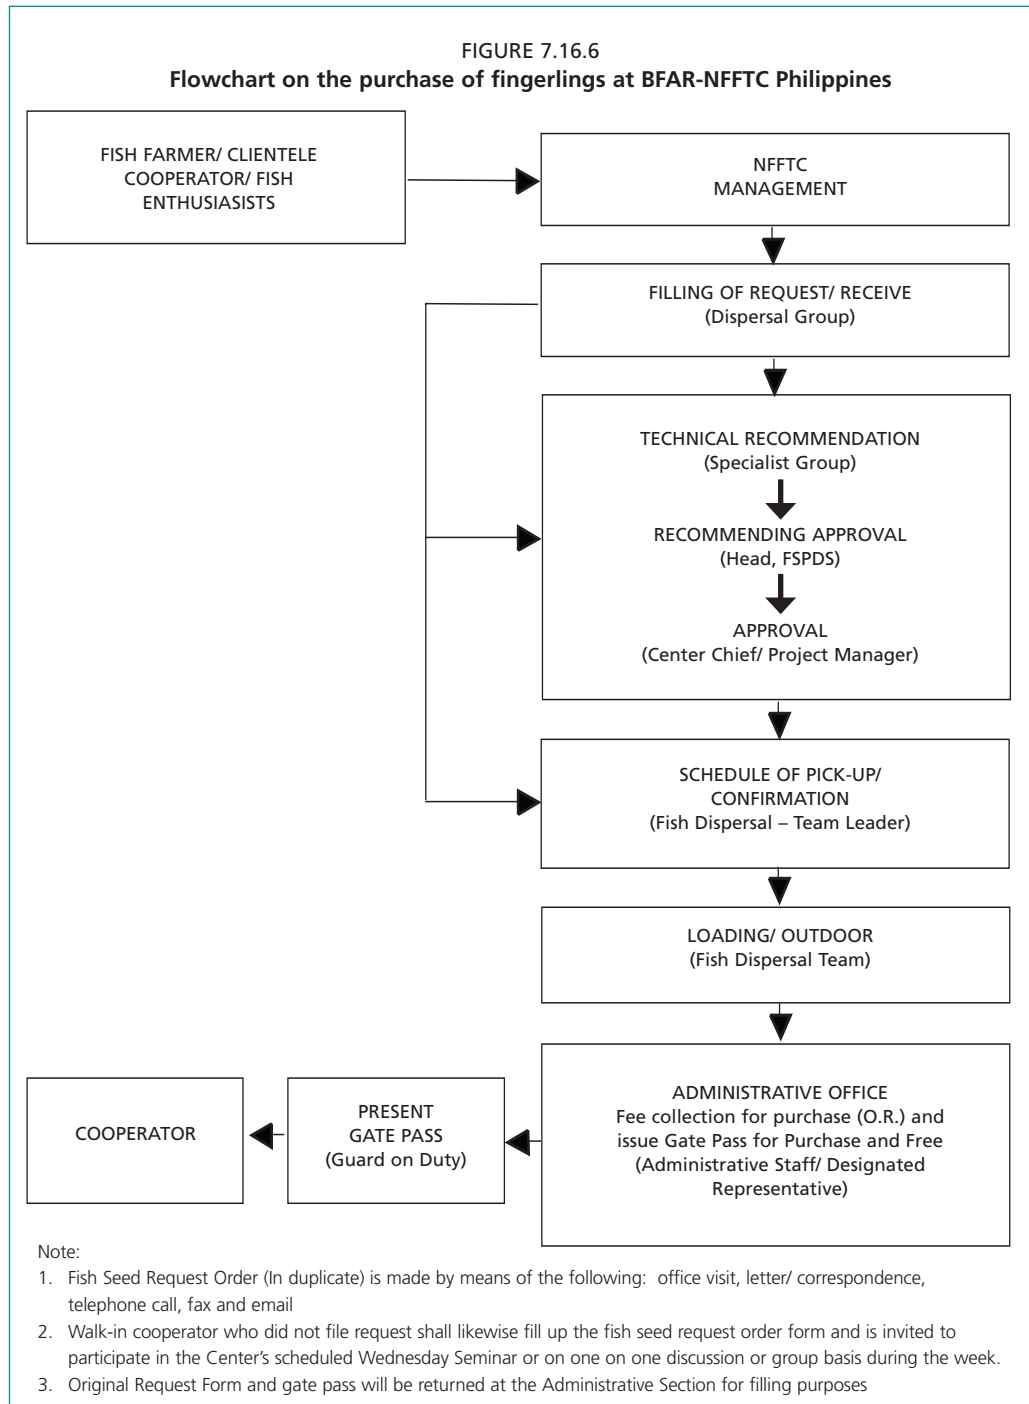 FIGURE 7.16.6
Flowchart on the purchase of fingerlings at BFAR-NFFTC Philippines
FISH FARMER/ CLIENTELE
COOPERATOR/ FISH
ENTHUSIASTS
NFFTC
MANAGEMENT
FILLING OF REQUEST/ RECEIVE
(Dispersal Group)
TECHNICAL RECOMMENDATION
(Specialist Group)
RECOMMENDING APPROVAL
(Head, FSPDS)
APPROVAL
(Center Chief/ Project Manager)
SCHEDULE OF PICK-UP/
CONFIRMATION
(Fish Dispersal – Team Leader)
LOADING/ OUTDOOR
(Fish Dispersal Team)
ADMINISTRATIVE OFFICE
Fee collection for purchase (O.R.) and
issue Gate Pass for Purchase and Free
(Administrative Staff/ Designated
Representative)
PRESENT
GATE PASS
(Guard on Duty)
COOPERATOR
Note:
1. Fish Seed Request Order (In duplicate) is made by means of the following: office visit, letter/ correspondence,
telephone call, fax and email
2. Walk-in cooperator who did not file request shall likewise fill up the fish seed request order form and is invited to
participate in the Center's scheduled Wednesday Seminar or on one on one discussion or group basis during the week.
3. Original Request Form and gate pass will be returned at the Administrative Section for filling purposes